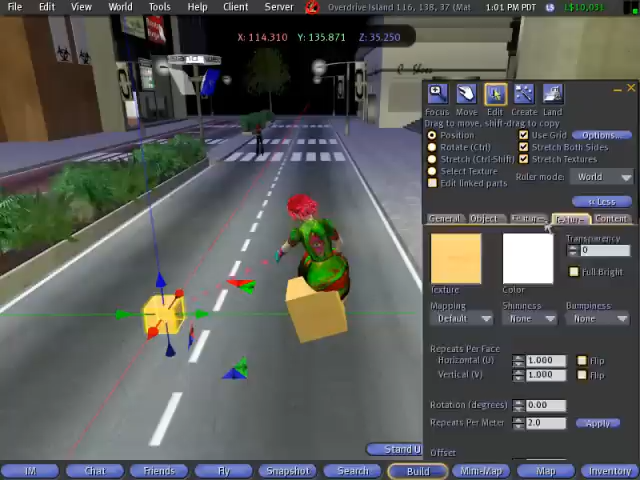 File Edit View World Tools Help Client Server Overdrive Island 116, 138, 37 (Mat 1:01 PM PDT
X: 114.310 Y: 135.871 Z: 35.250
Focus Move Edit Create Land
Drag to move, shift-drag to copy
Position Use Grid Options...
Rotate (Ctrl) Stretch Both Sides
Stretch (Ctrl-Shift) Stretch Textures
Select Texture Ruler mode: World
Edit linked parts
« Less
General Object Features Texture Content
Transparency
0
Full Bright
Texture Color
Mapping Shininess Bumpiness
Default None None
Repeats Per Face
Horizontal (U) 1.000 Flip
Vertical (V) 1.000 Flip
Rotation (degrees) 0.00
Repeats Per Meter 2.0 Apply
Offset
Stand U
IM Chat Friends Fly Snapshot Search Build Mini-Map Map Inventory